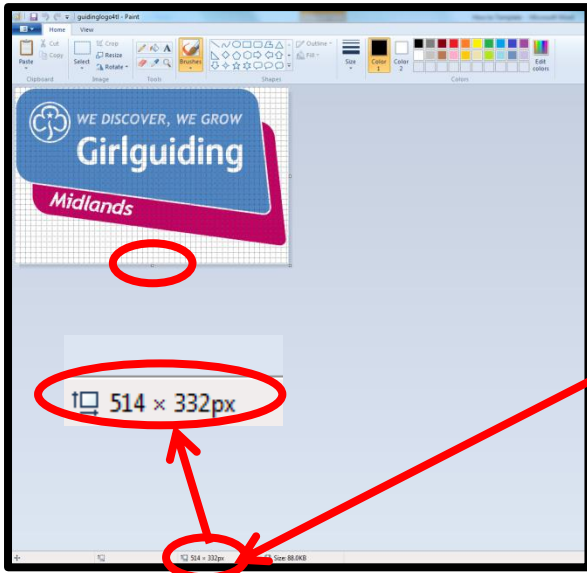 guidinglogo4tl - Paint
Home View
Cut
Copy
Paste
Clipboard
Crop
Resize
Rotate
Select
Image
A
Tools
Brushes
Outline
Fill
Shapes
Size
Color 1
Color 2
Edit colors
Colors
WE DISCOVER, WE GROW
Girlguiding
Midlands
514 × 332px
514 × 332px
Size: 88.0KB